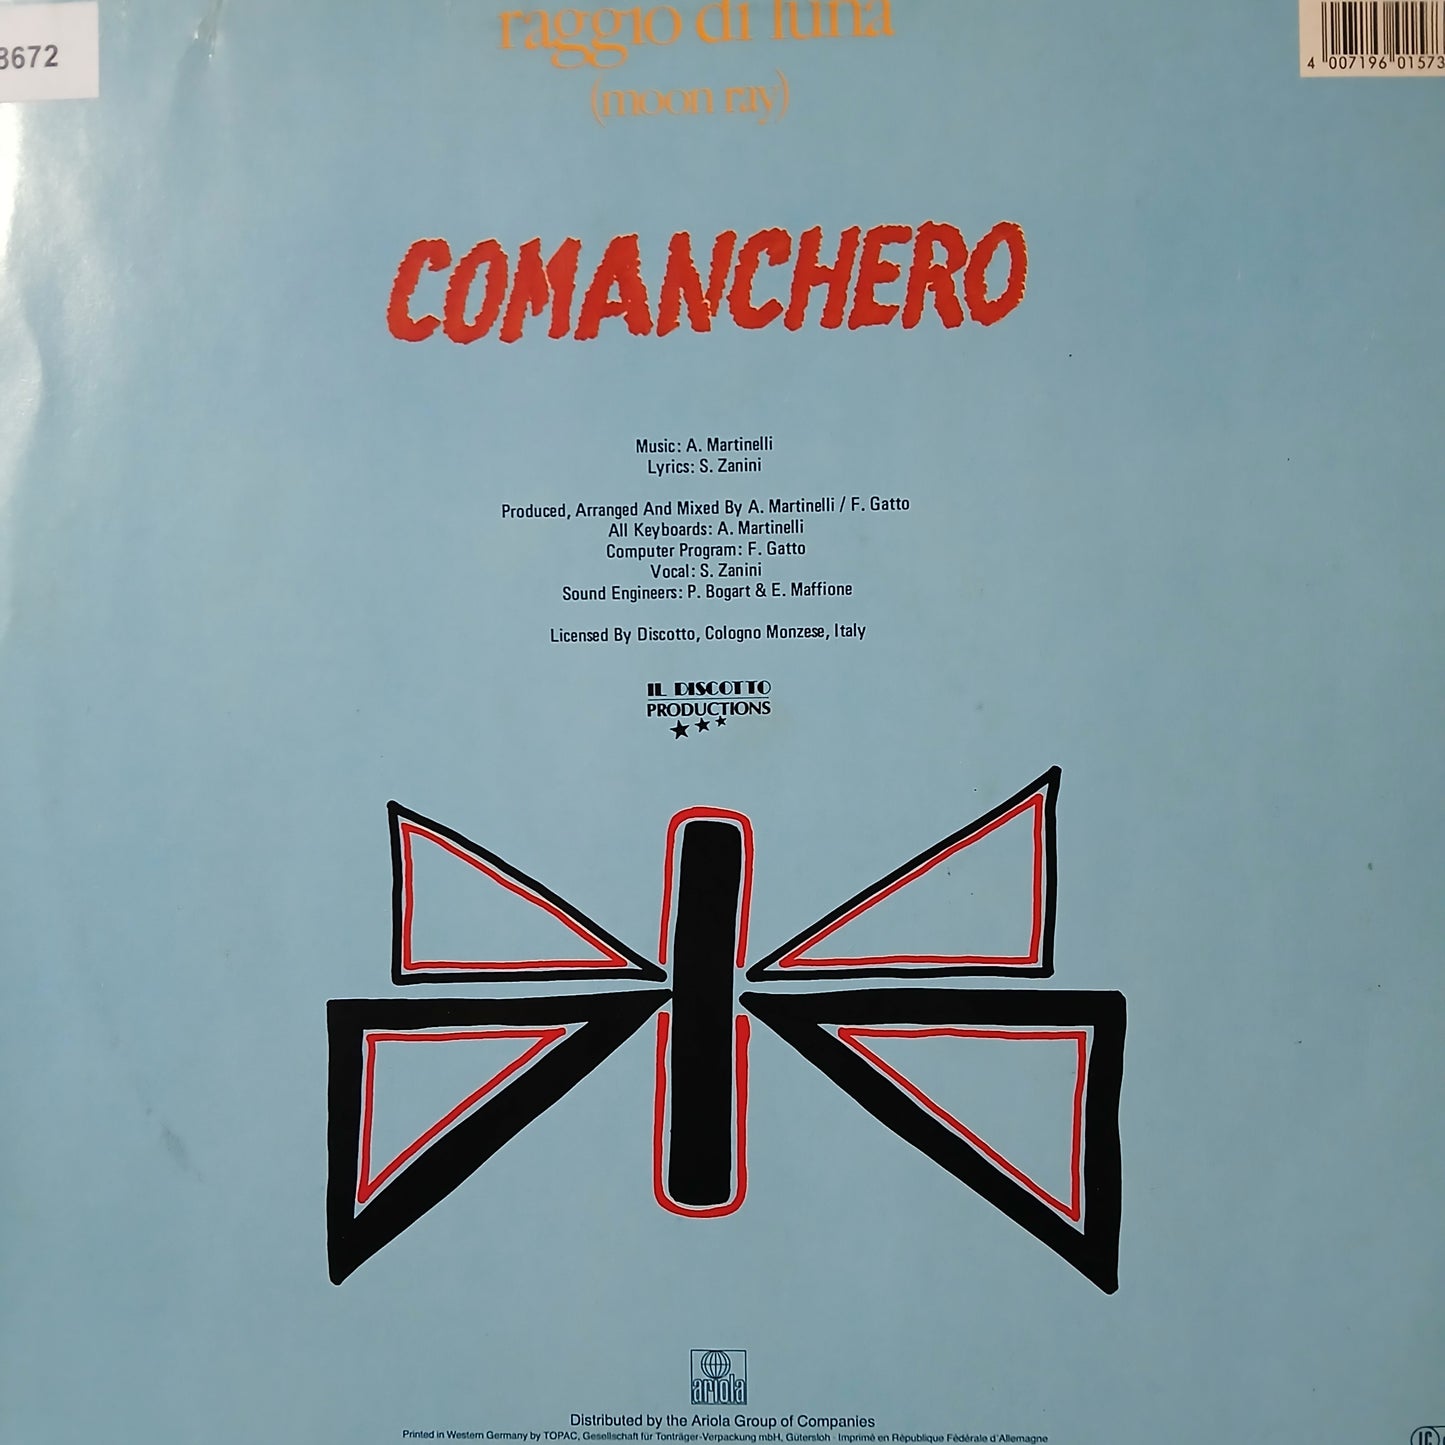 raggio di luna
(moon ray)
3672
4 007196 01573
COMANCHERO
Music: A. Martinelli
Lyrics: S. Zanini
Produced, Arranged And Mixed By A. Martinelli / F. Gatto
All Keyboards: A. Martinelli
Computer Program: F. Gatto
Vocal: S. Zanini
Sound Engineers: P. Bogart & E. Maffione
Licensed By Discotto, Cologno Monzese, Italy
IL DISCOTTO
PRODUCTIONS
ariola
Distributed by the Ariola Group of Companies
Printed in Western Germany by TOPAC, Gesellschaft für Tonträger-Verpackung mbH, Gütersloh · Imprimé en République Fédérale d'Allemagne